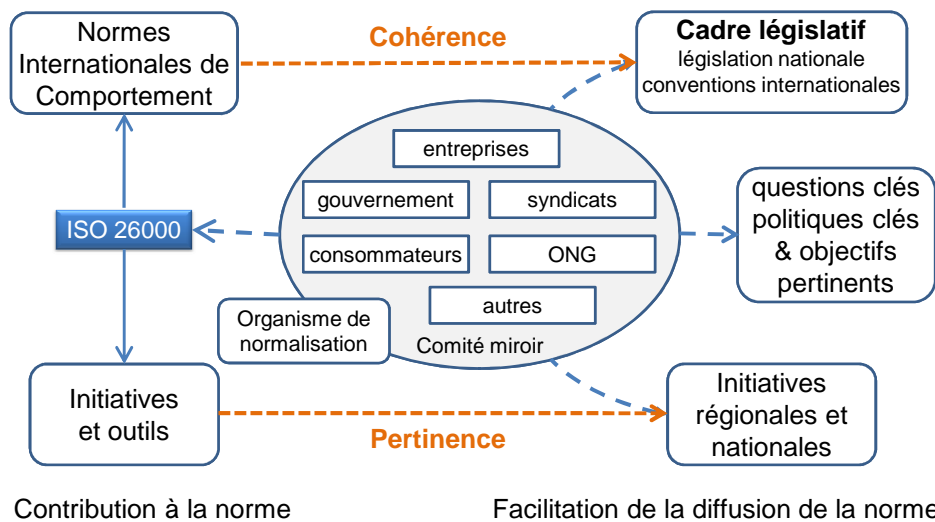 Normes
Internationales de
Comportement
Cohérence
Cadre législatif
législation nationale
conventions internationales
entreprises
gouvernement
syndicats
consommateurs
ONG
autres
Comité miroir
Organisme de
normalisation
ISO 26000
questions clés
politiques clés
& objectifs
pertinents
Initiatives
et outils
Pertinence
Initiatives
régionales et
nationales
Contribution à la norme
Facilitation de la diffusion de la norme